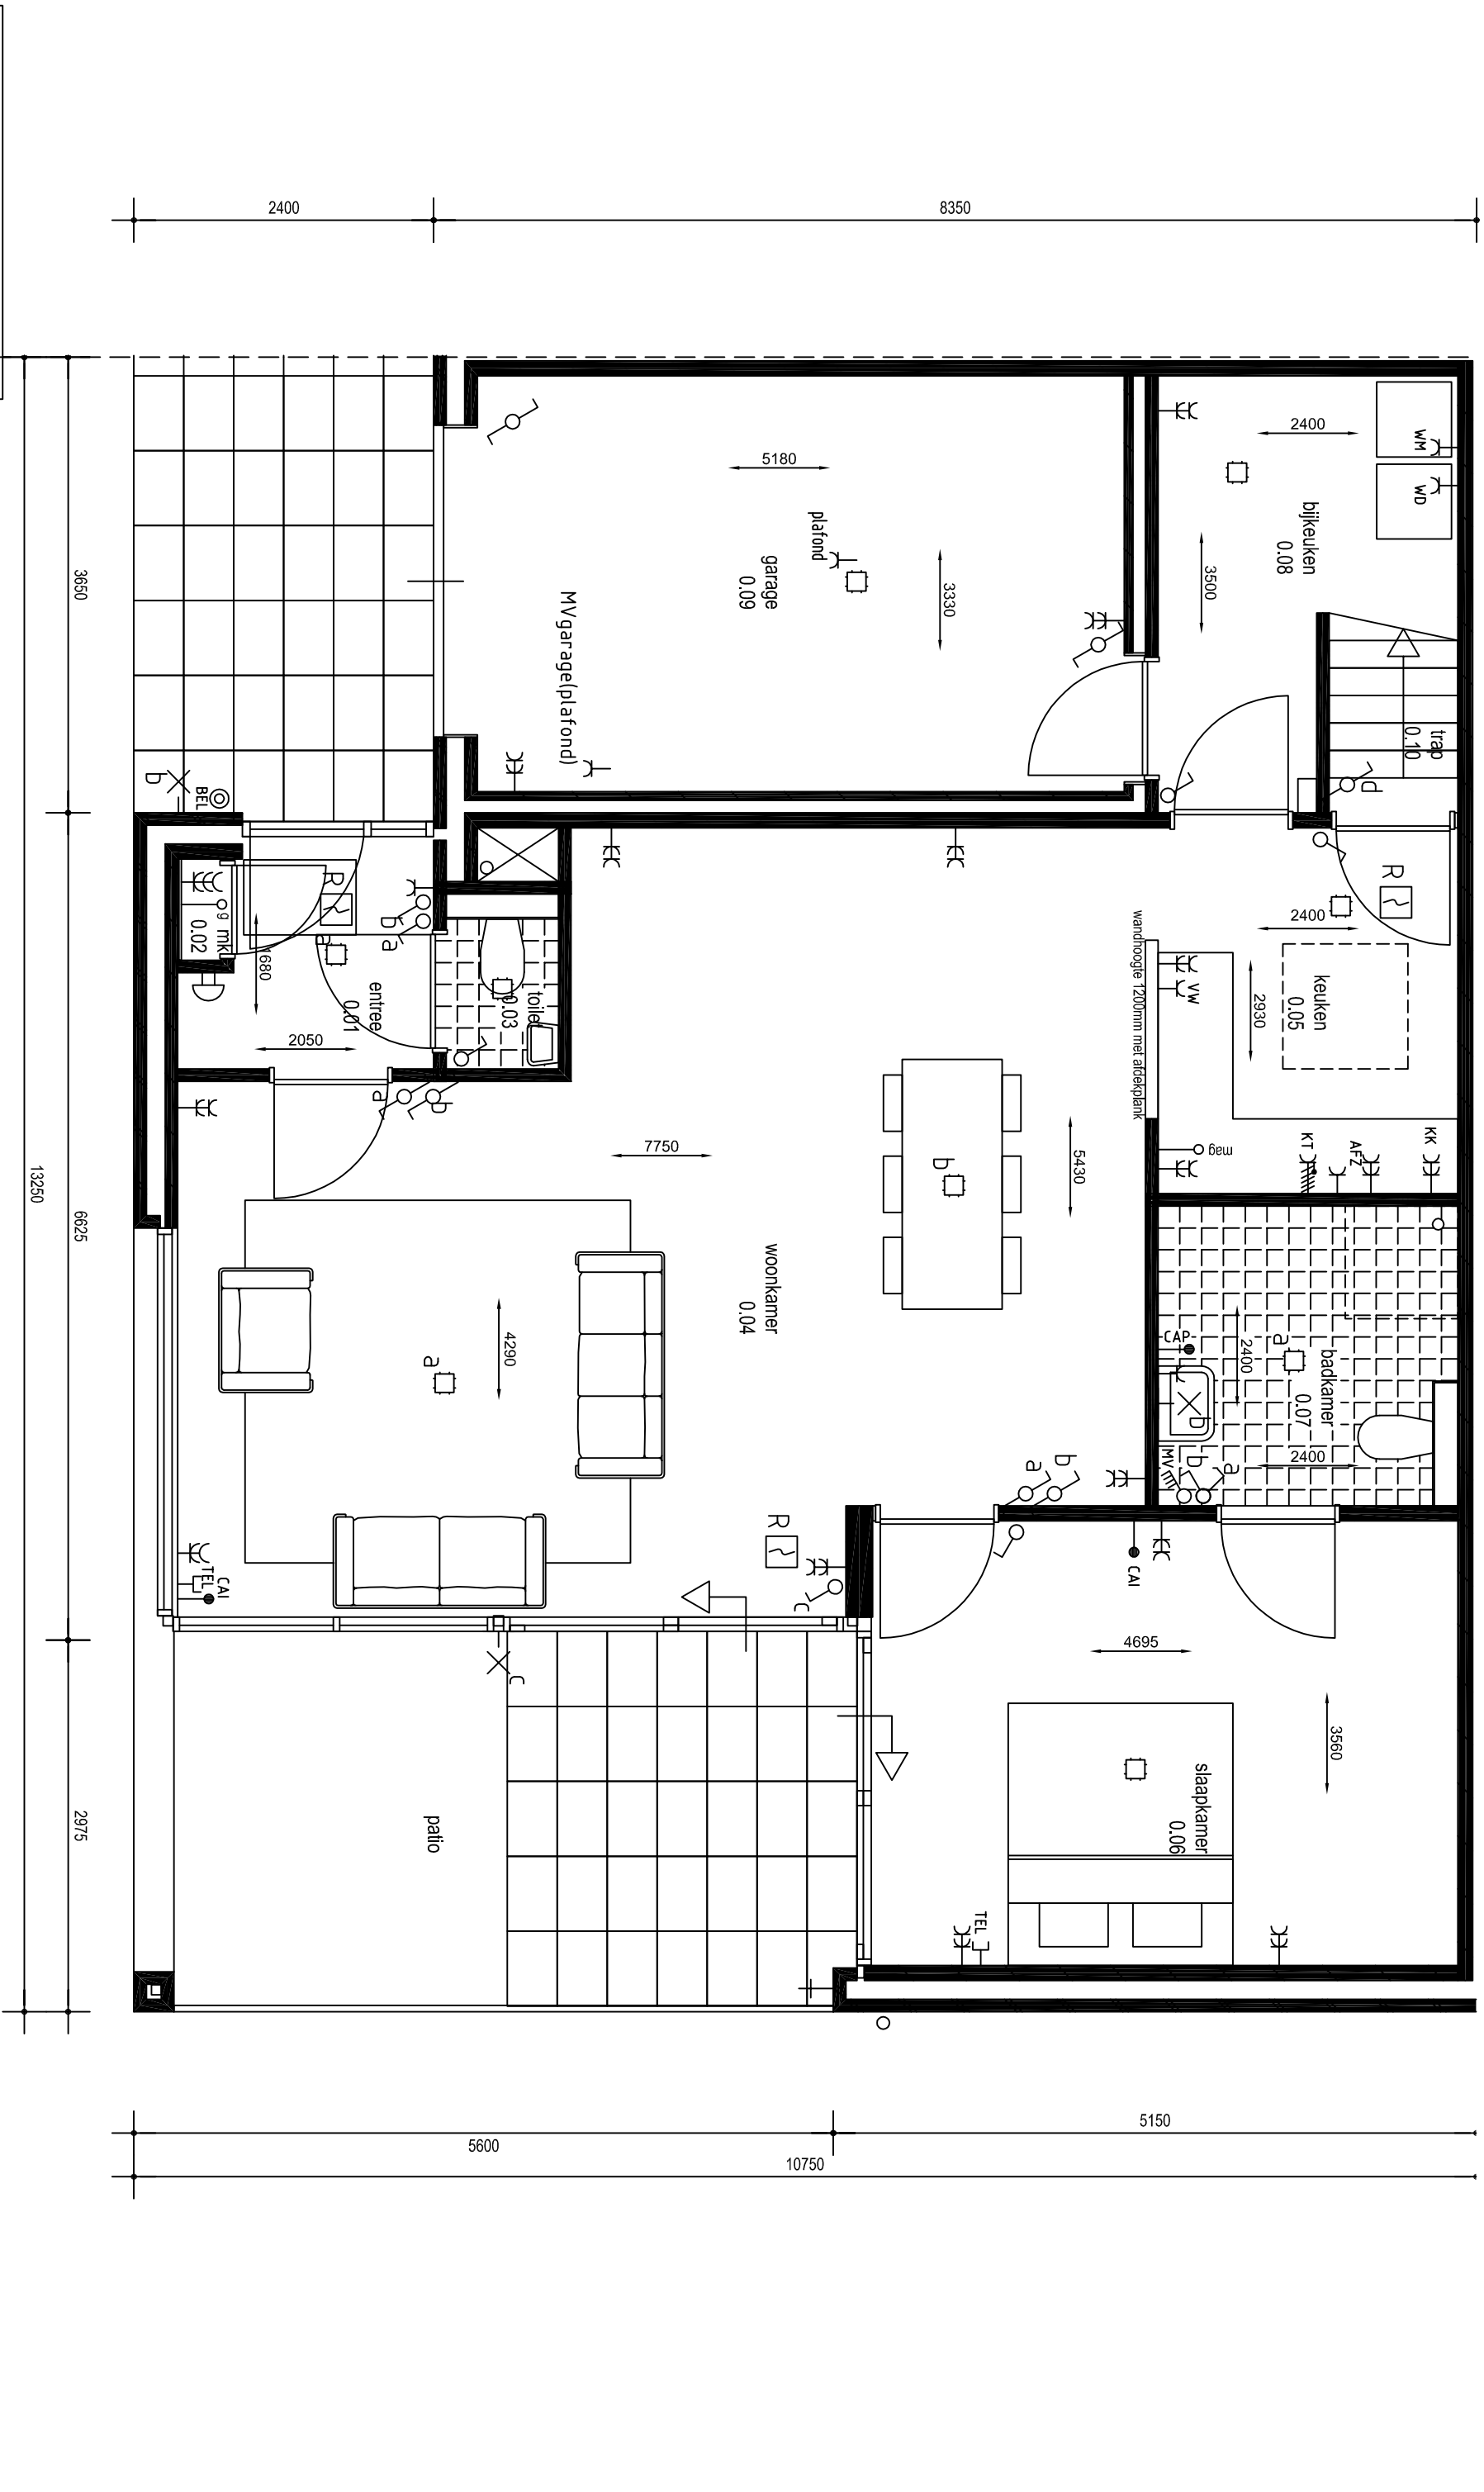 2400
8350
3650
6625
2975
13250
5600
5150
10750
2400
WM
WD
bijkeuken
0.08
3500
trap
0.10
d
5180
plafond
garage
0.09
3330
MVgarage(plafond)
b
BEL
R
g
mk
0.02
1680
b
a
a
entree
0.01
2050
toilet
0.03
a
b
R
2400
keuken
0.05
2930
VW
wandhoogte 1200mm met afdekplank
mag
KT
AFZ
KK
7750
5430
b
woonkamer
0.04
4290
a
CAP
2400
a
badkamer
0.07
b
2400
MV
b
a
b
a
R
c
TEL
CAI
CAI
4695
3560
slaapkamer
0.06
TEL
c
patio